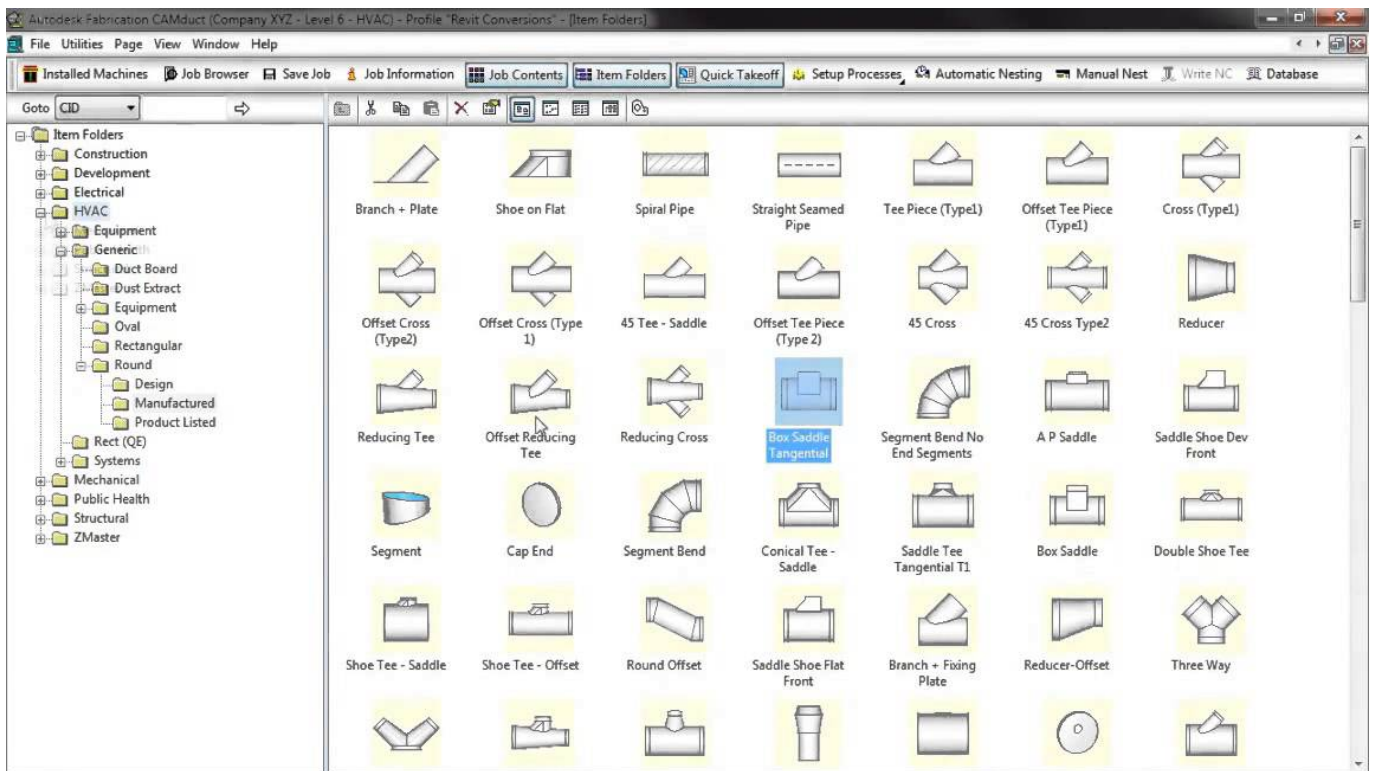 Autodesk Fabrication CAMduct (Company XYZ - Level 6 - HVAC) - Profile "Revit Conversions" - [Item Folders]
File Utilities Page View Window Help
Installed Machines Job Browser Save Job Job Information Job Contents Item Folders Quick Takeoff Setup Processes Automatic Nesting Manual Nest Write NC Database
Goto CID
Item Folders
Construction
Development
Electrical
HVAC
Equipment
Generic
Duct Board
Dust Extract
Equipment
Oval
Rectangular
Round
Design
Manufactured
Product Listed
Rect (QE)
Systems
Mechanical
Public Health
Structural
ZMaster
Branch + Plate
Shoe on Flat
Spiral Pipe
Straight Seamed
Pipe
Tee Piece (Type1)
Offset Tee Piece
(Type1)
Cross (Type1)
Offset Cross
(Type2)
Offset Cross (Type
1)
45 Tee - Saddle
Offset Tee Piece
(Type 2)
45 Cross
45 Cross Type2
Reducer
Reducing Tee
Offset Reducing
Tee
Reducing Cross
Box Saddle
Tangential
Segment Bend No
End Segments
A P Saddle
Saddle Shoe Dev
Front
Segment
Cap End
Segment Bend
Conical Tee -
Saddle
Saddle Tee
Tangential T1
Box Saddle
Double Shoe Tee
Shoe Tee - Saddle
Shoe Tee - Offset
Round Offset
Saddle Shoe Flat
Front
Branch + Fixing
Plate
Reducer-Offset
Three Way